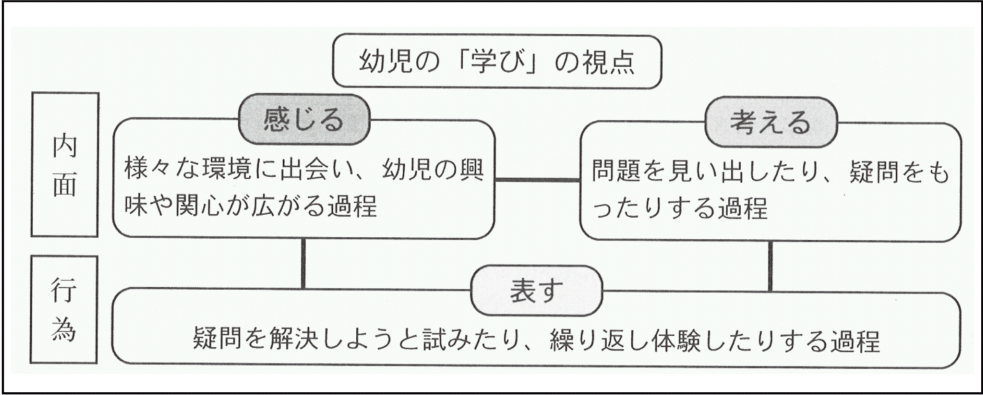 幼児の「学び」の視点
内面
感じる
様々な環境に出会い、幼児の興
味や関心が広がる過程
考える
問題を見い出したり、疑問をも
ったりする過程
行為
表す
疑問を解決しようと試みたり、繰り返し体験したりする過程